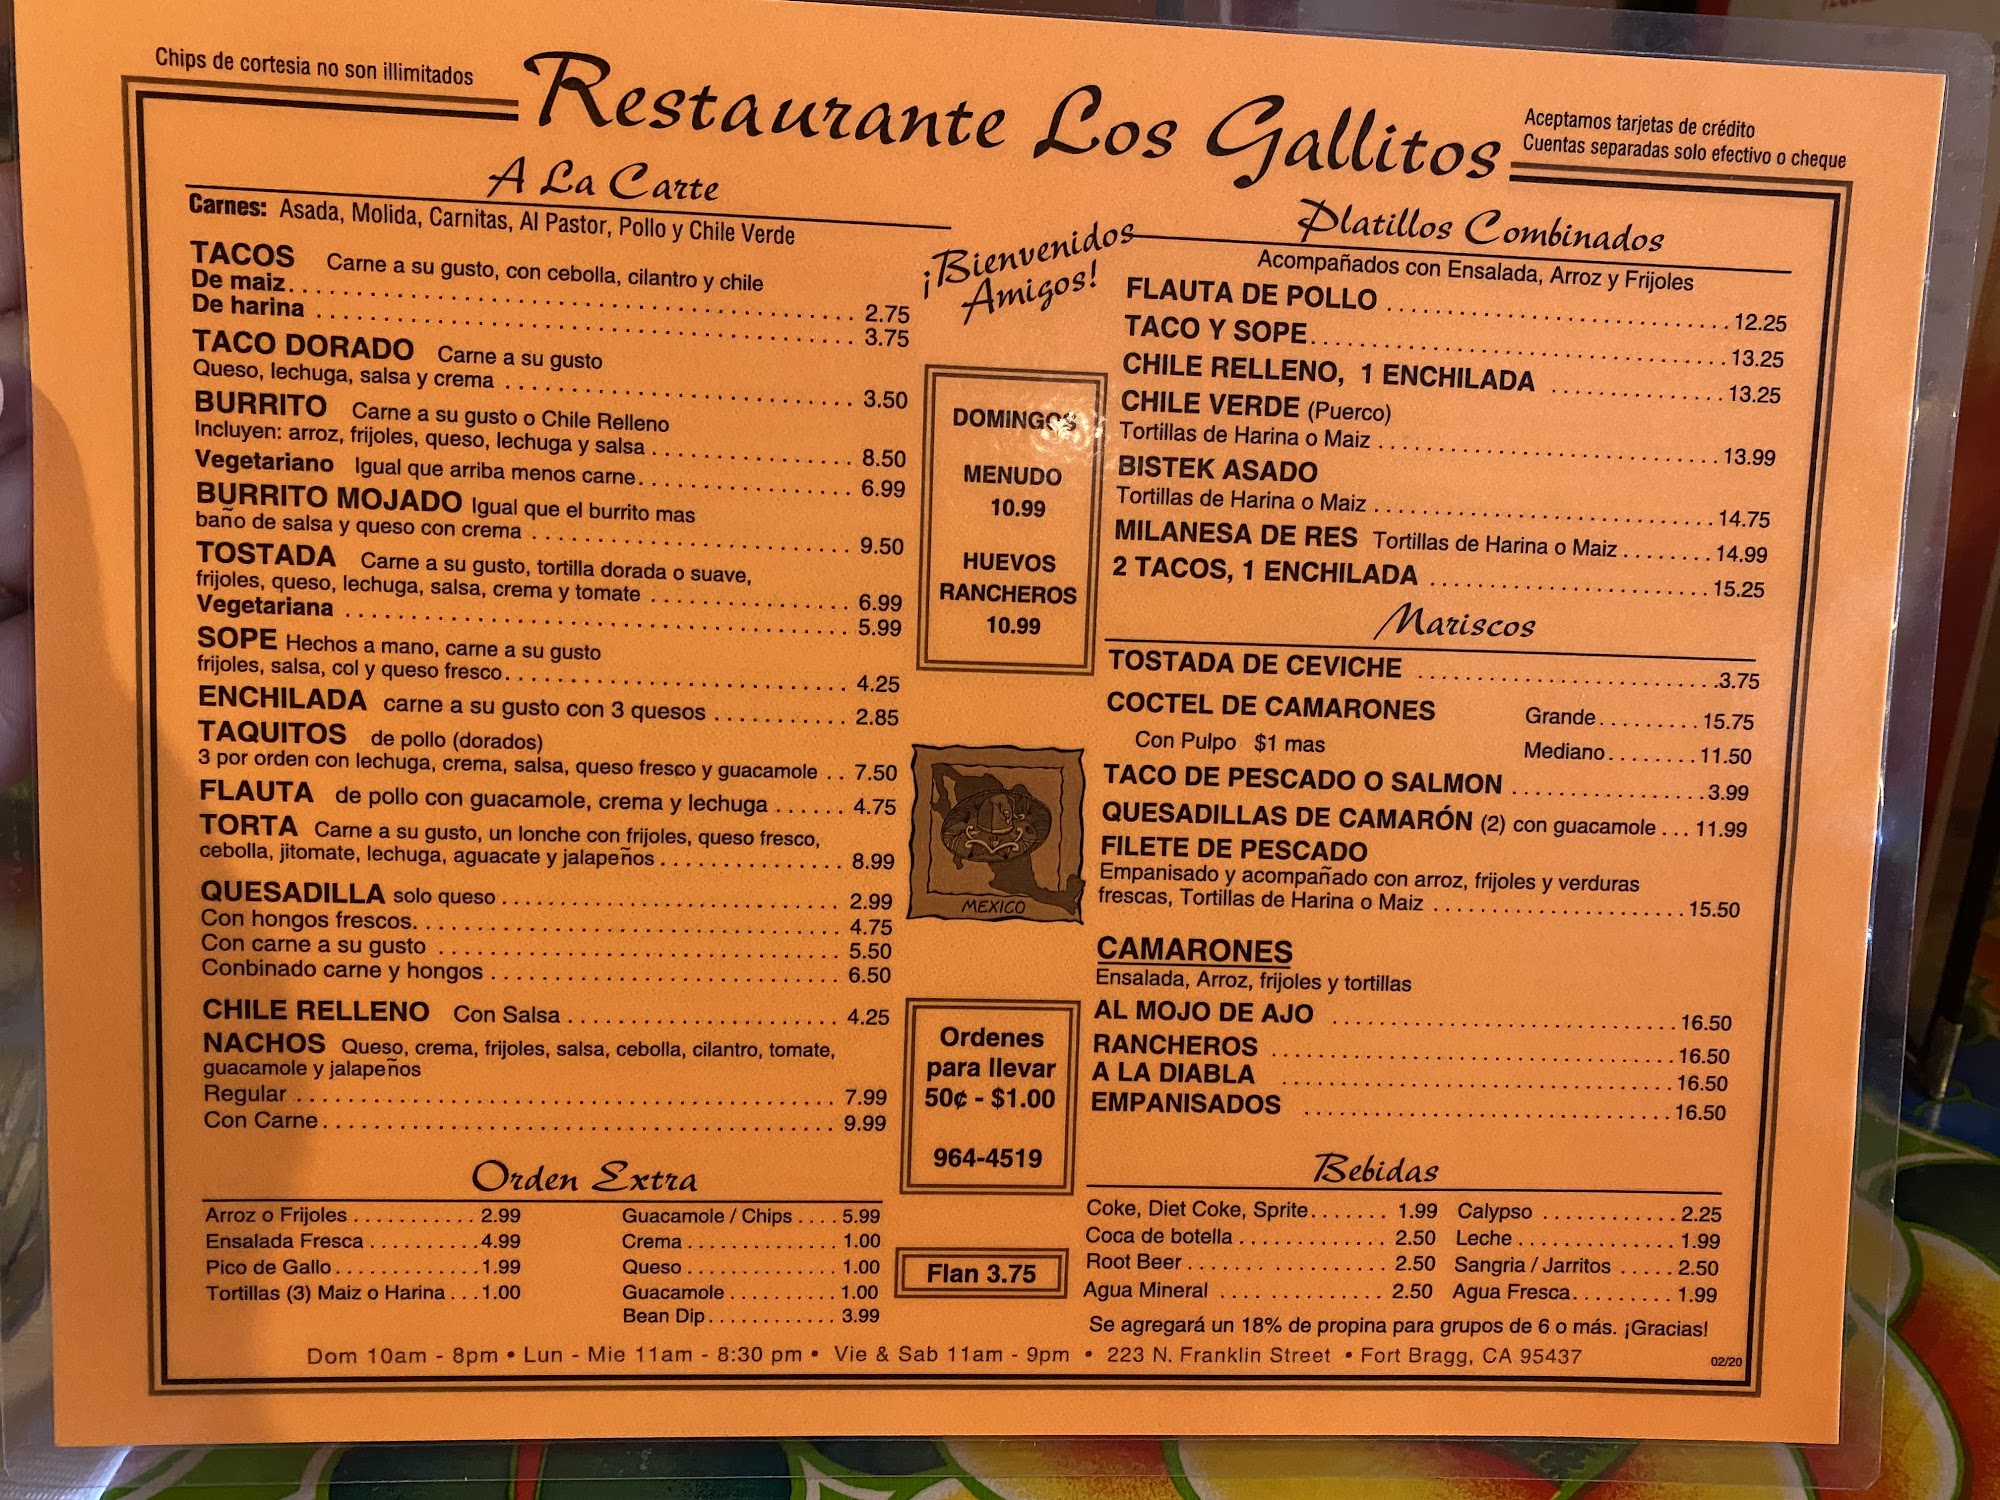 Chips de cortesia no son illimitados
Restaurante Los Gallitos
Aceptamos tarjetas de crédito
Cuentas separadas solo efectivo o cheque
A La Carte
Carnes: Asada, Molida, Carnitas, Al Pastor, Pollo y Chile Verde
TACOS Carne a su gusto, con cebolla, cilantro y chile
De maiz 2.75
De harina 3.75
TACO DORADO Carne a su gusto
Queso, lechuga, salsa y crema 3.50
BURRITO Carne a su gusto o Chile Relleno
Incluyen: arroz, frijoles, queso, lechuga y salsa 8.50
Vegetariano Igual que arriba menos carne 6.99
BURRITO MOJADO Igual que el burrito mas
baño de salsa y queso con crema 9.50
TOSTADA Carne a su gusto, tortilla dorada o suave,
frijoles, queso, lechuga, salsa, crema y tomate 6.99
Vegetariana 5.99
SOPE Hechos a mano, carne a su gusto
frijoles, salsa, col y queso fresco 4.25
ENCHILADA carne a su gusto con 3 quesos 2.85
TAQUITOS de pollo (dorados)
3 por orden con lechuga, crema, salsa, queso fresco y guacamole 7.50
FLAUTA de pollo con guacamole, crema y lechuga 4.75
TORTA Carne a su gusto, un lonche con frijoles, queso fresco,
cebolla, jitomate, lechuga, aguacate y jalapeños 8.99
QUESADILLA solo queso 2.99
Con hongos frescos 4.75
Con carne a su gusto 5.50
Conbinado carne y hongos 6.50
CHILE RELLENO Con Salsa 4.25
NACHOS Queso, crema, frijoles, salsa, cebolla, cilantro, tomate,
guacamole y jalapeños
Regular 7.99
Con Carne 9.99
Orden Extra
Arroz o Frijoles 2.99
Ensalada Fresca 4.99
Pico de Gallo 1.99
Tortillas (3) Maiz o Harina 1.00
Guacamole / Chips 5.99
Crema 1.00
Queso 1.00
Guacamole 1.00
Bean Dip 3.99
¡Bienvenidos
Amigos!
DOMINGOS
MENUDO
10.99
HUEVOS
RANCHEROS
10.99
MEXICO
Ordenes
para llevar
50¢ - $1.00
964-4519
Flan 3.75
Platillos Combinados
Acompañados con Ensalada, Arroz y Frijoles
FLAUTA DE POLLO 12.25
TACO Y SOPE 13.25
CHILE RELLENO, 1 ENCHILADA 13.25
CHILE VERDE (Puerco)
Tortillas de Harina o Maiz 13.99
BISTEK ASADO
Tortillas de Harina o Maiz 14.75
MILANESA DE RES Tortillas de Harina o Maiz 14.99
2 TACOS, 1 ENCHILADA 15.25
Mariscos
TOSTADA DE CEVICHE 3.75
COCTEL DE CAMARONES Grande 15.75
Con Pulpo $1 mas Mediano 11.50
TACO DE PESCADO O SALMON 3.99
QUESADILLAS DE CAMARÓN (2) con guacamole 11.99
FILETE DE PESCADO
Empanisado y acompañado con arroz, frijoles y verduras
frescas, Tortillas de Harina o Maiz 15.50
CAMARONES
Ensalada, Arroz, frijoles y tortillas
AL MOJO DE AJO 16.50
RANCHEROS 16.50
A LA DIABLA 16.50
EMPANISADOS 16.50
Bebidas
Coke, Diet Coke, Sprite 1.99
Coca de botella 2.50
Root Beer 2.50
Agua Mineral 2.50
Calypso 2.25
Leche 1.99
Sangria / Jarritos 2.50
Agua Fresca 1.99
Se agregará un 18% de propina para grupos de 6 o más. ¡Gracias!
Dom 10am - 8pm • Lun - Mie 11am - 8:30 pm • Vie & Sab 11am - 9pm • 223 N. Franklin Street • Fort Bragg, CA 95437
02/20